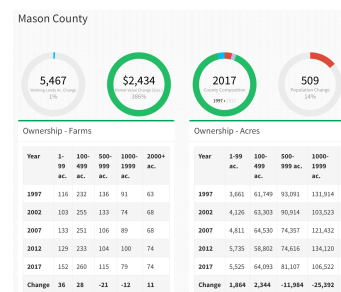 Mason County
5,467
Working Lands Ac. Change
1%
$2,434
Market Value Change (/ac.)
386%
2017
County Composition
1997 •
509
Population Change
14%
Ownership - Farms
Year 1-99 ac. 100-499 ac. 500-999 ac. 1000-1999 ac. 2000+ ac.
1997 116 232 136 91 63
2002 103 255 133 74 68
2007 133 251 106 89 68
2012 129 233 104 100 74
2017 152 260 115 79 74
Change 36 28 -21 -12 11
Ownership - Acres
Year 1-99 ac. 100-499 ac. 500-999 ac. 1000-1999 ac.
1997 3,661 61,749 93,091 131,914
2002 4,126 63,303 90,914 103,523
2007 4,811 64,530 74,357 121,432
2012 5,735 58,802 74,616 134,120
2017 5,525 64,093 81,107 106,522
Change 1,864 2,344 -11,984 -25,392